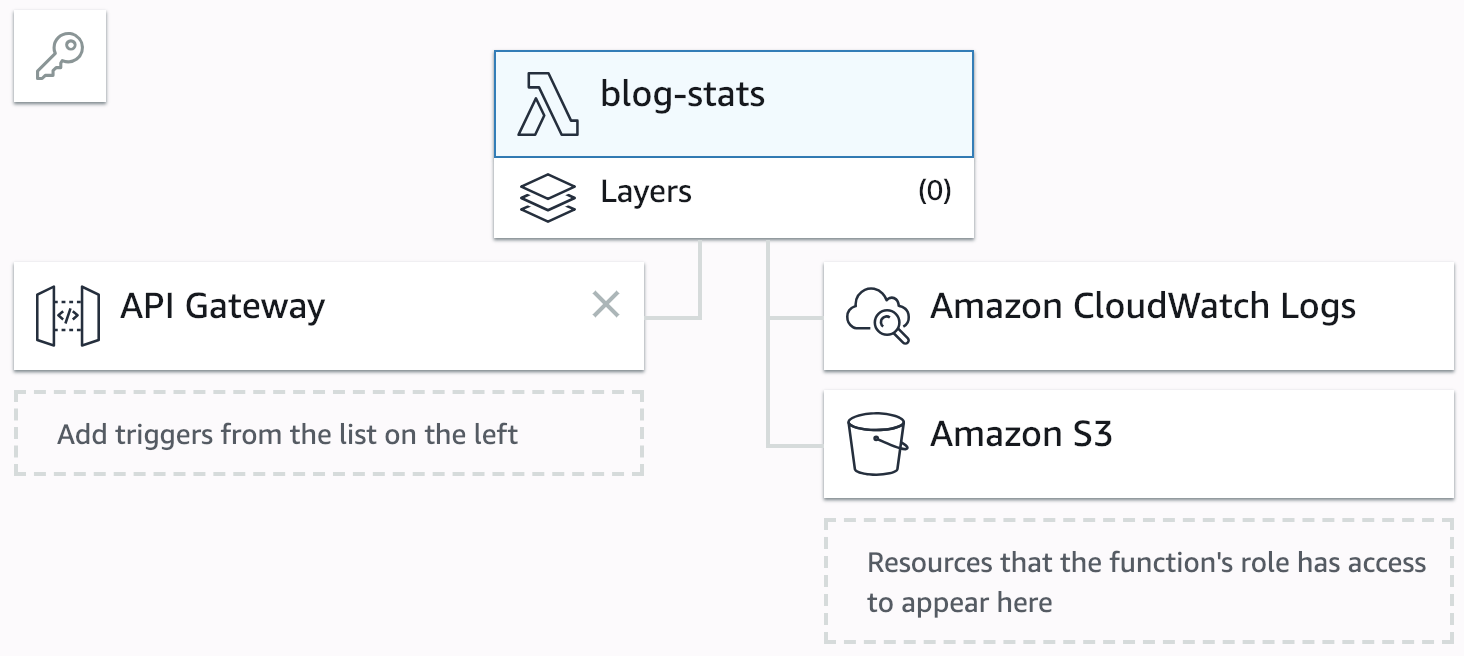 blog-stats
Layers (0)
API Gateway
Add triggers from the list on the left
Amazon CloudWatch Logs
Amazon S3
Resources that the function's role has access
to appear here